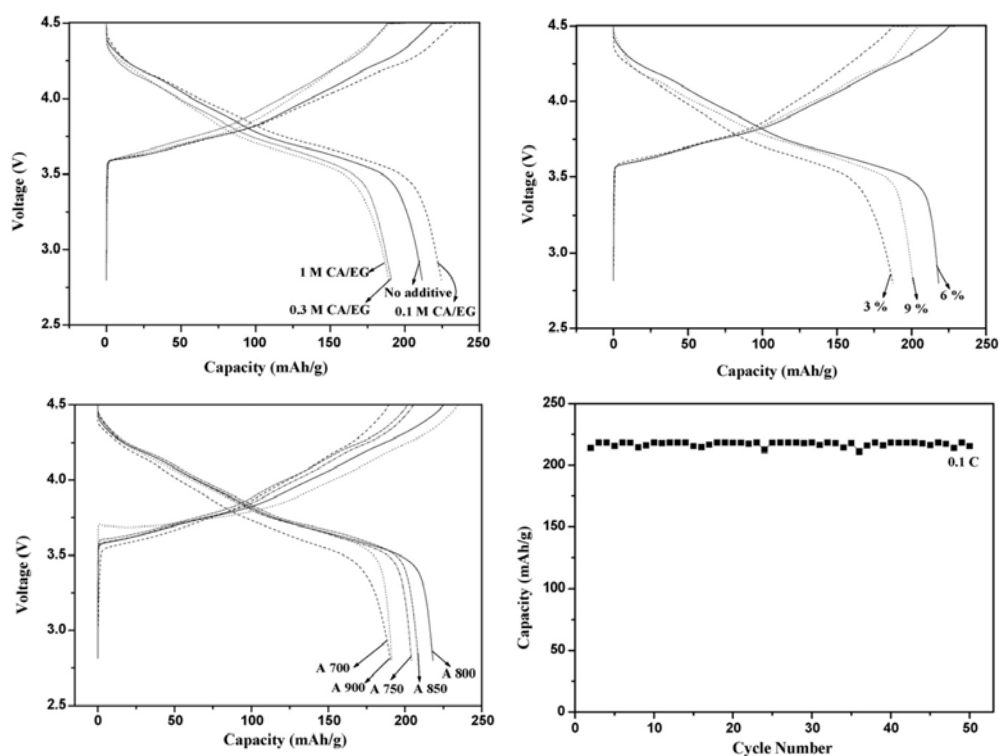 4.5
4.0
3.5
3.0
2.5
Voltage (V)
1 M CA/EG
No additive
0.3 M CA/EG
0.1 M CA/EG
0 50 100 150 200 250
Capacity (mAh/g)
4.5
4.0
3.5
3.0
2.5
Voltage (V)
3 %
9 %
6 %
0 50 100 150 200 250
Capacity (mAh/g)
4.5
4.0
3.5
3.0
2.5
Voltage (V)
A 700
A 900
A 750
A 850
A 800
0 50 100 150 200 250
Capacity (mAh/g)
250
200
150
100
50
0
Capacity (mAh/g)
0.1 C
0 10 20 30 40 50
Cycle Number